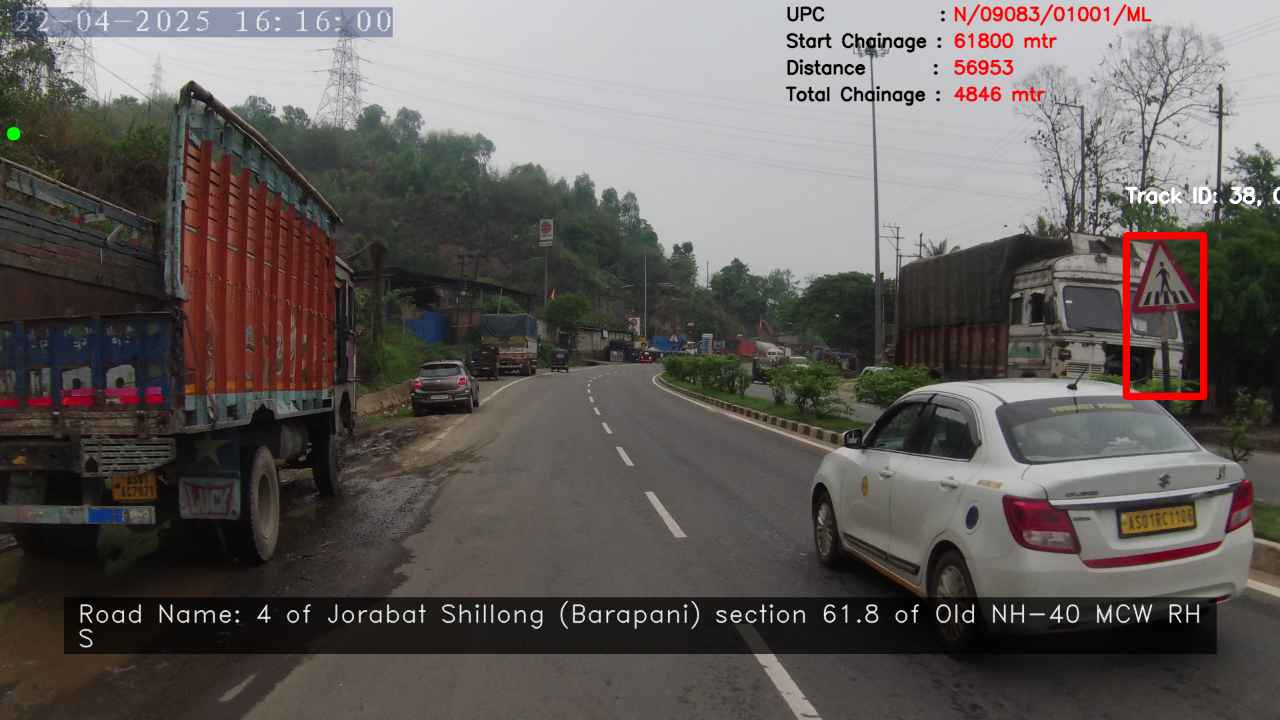 22-04-2025 16:16:00
UPC : N/09083/01001/ML
Start Chainage : 61800 mtr
Distance : 56953
Total Chainage : 4846 mtr
Track ID: 38,
AS01RC1106
Road Name: 4 of Jorabat Shillong (Barapani) section 61.8 of Old NH-40 MCW RH
S